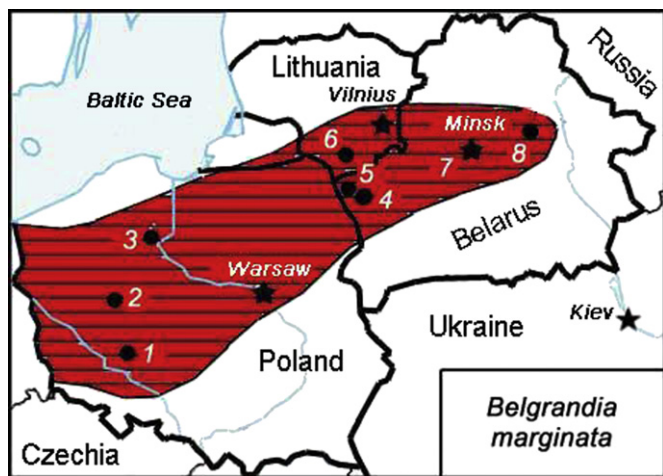 Russia
Lithuania
Baltic Sea
Vilnius
Minsk
6
7
8
5
4
3
Belarus
Warsaw
2
Ukraine
Kiev
1
Poland
Belgrandia
marginata
Czechia